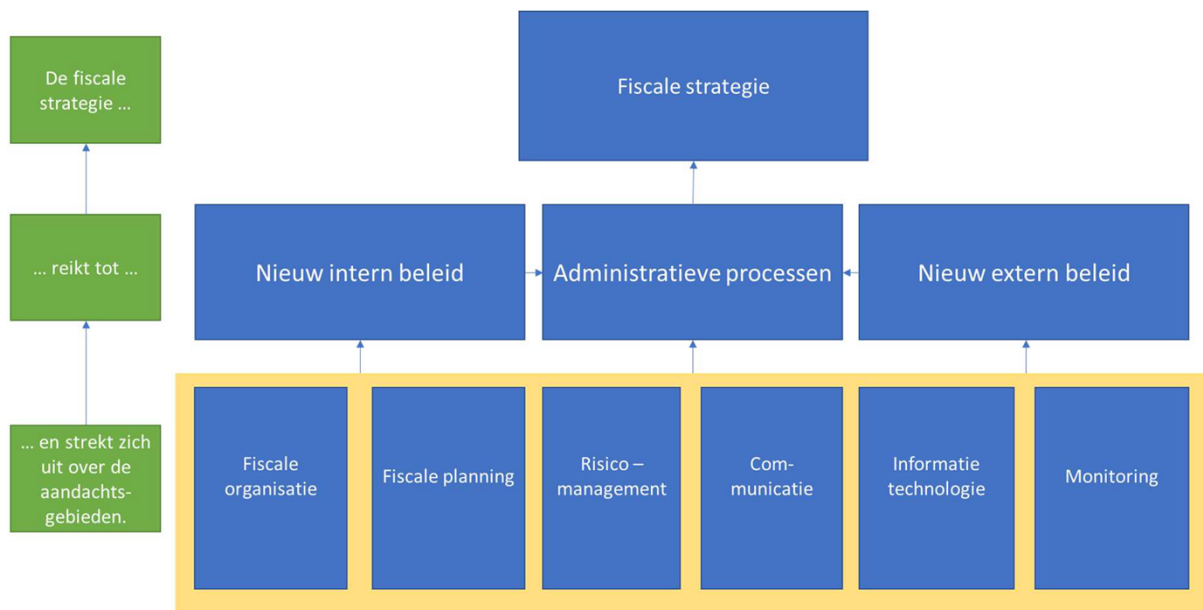 De fiscale
strategie ...
Fiscale strategie
... reikt tot ...
Nieuw intern beleid
Administratieve processen
Nieuw extern beleid
... en strekt zich
uit over de
aandachts-
gebieden.
Fiscale
organisatie
Fiscale planning
Risico –
management
Com-
municatie
Informatie
technologie
Monitoring